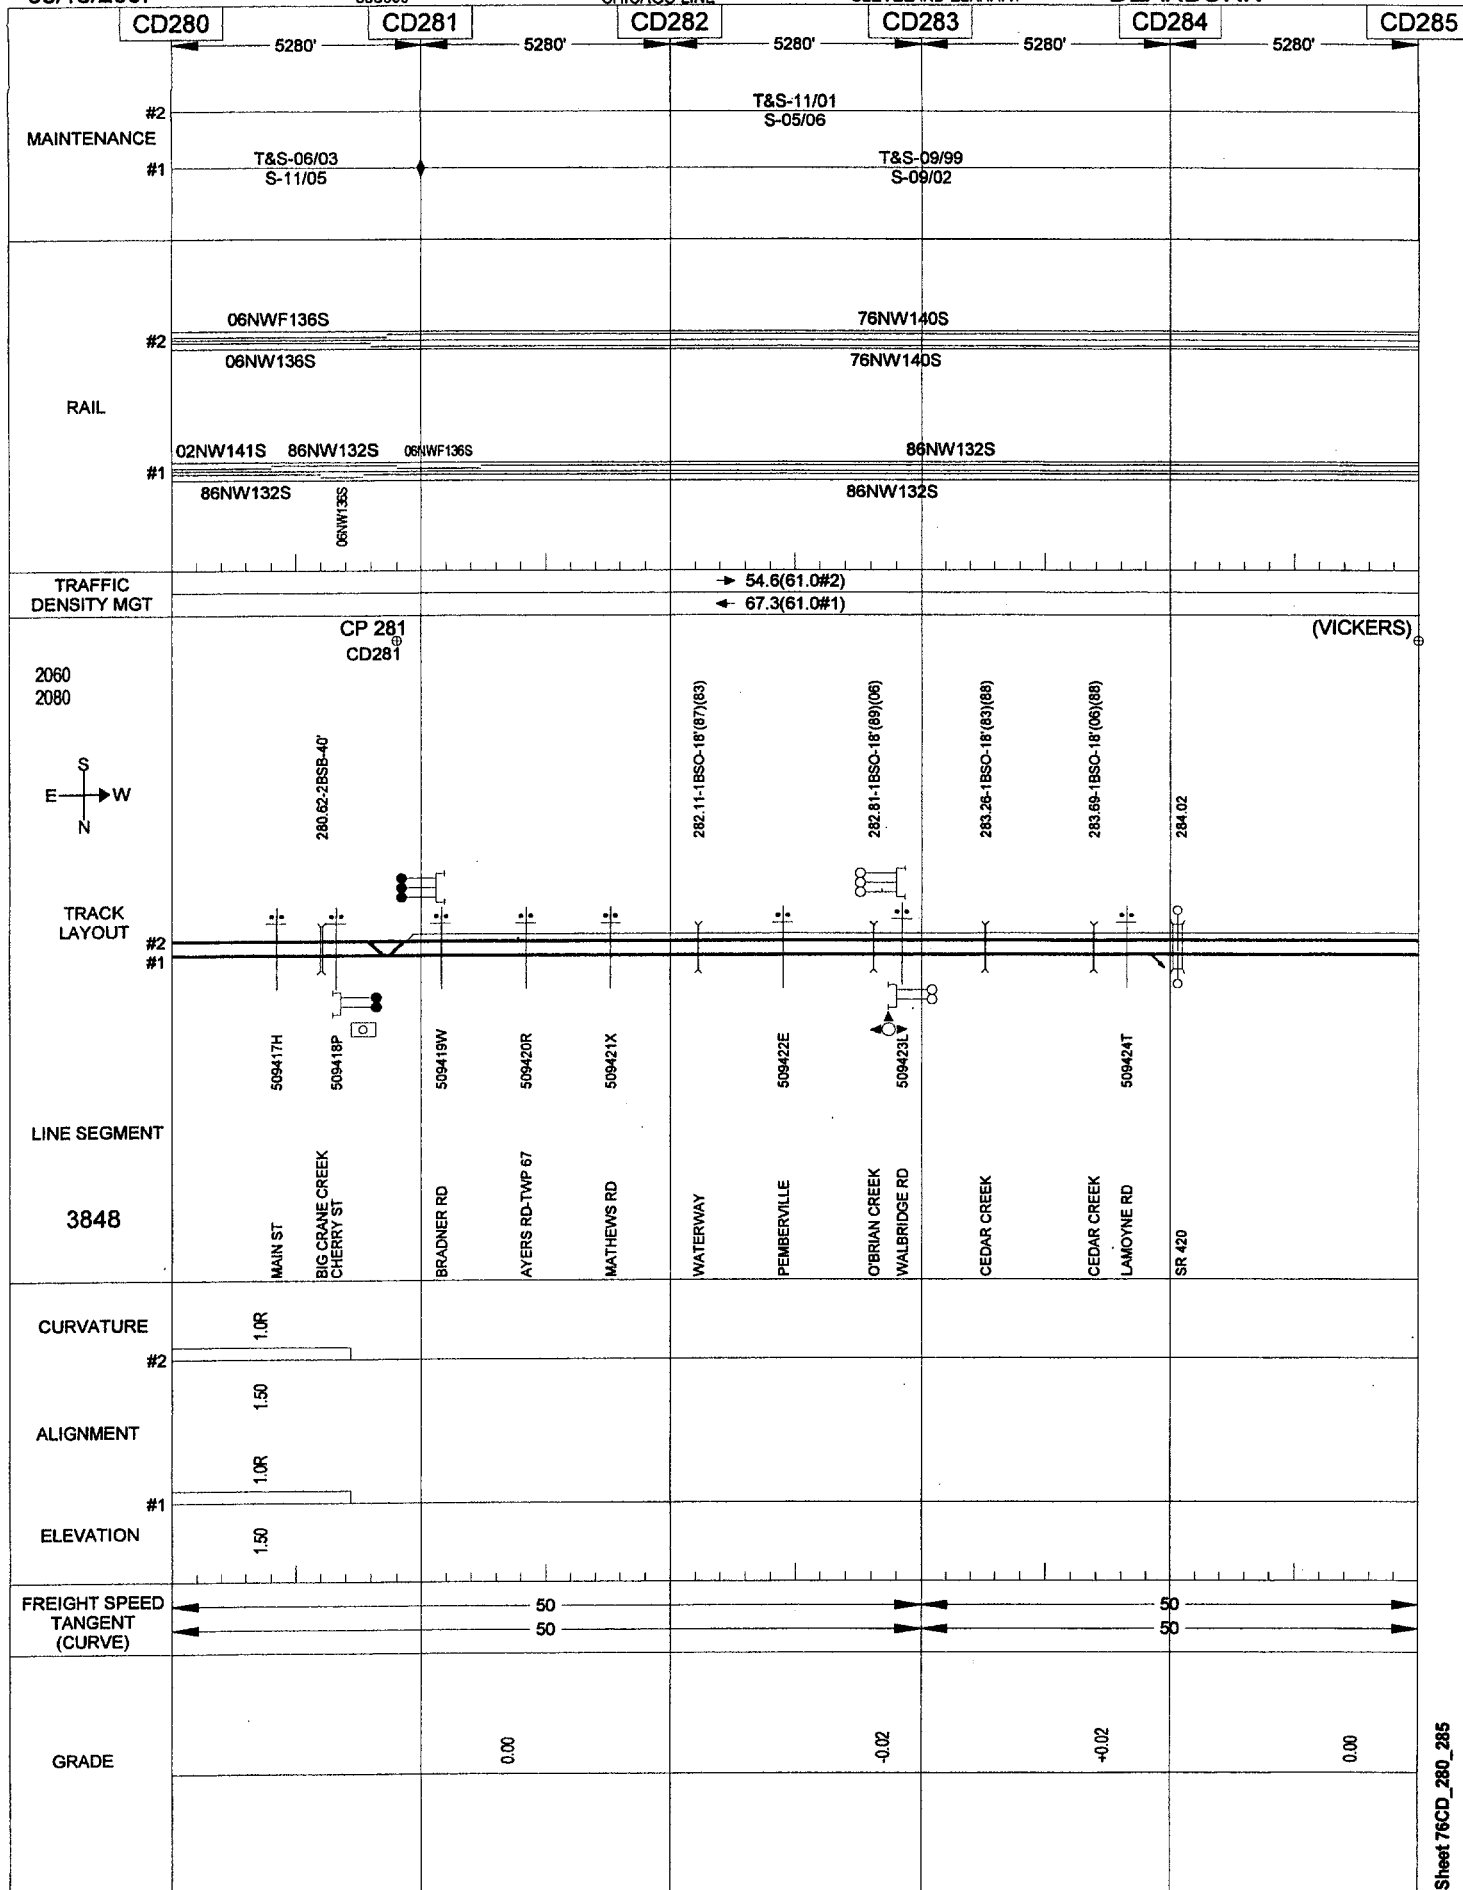 CHICAGO LINE
CD280 CD281 CD282 CD283 CD284 CD285
5280' 5280' 5280' 5280' 5280'
MAINTENANCE
#2
T&S-11/01
S-05/06
#1
T&S-06/03
S-11/05
T&S-09/99
S-09/02
RAIL
06NWF136S 76NW140S
#2
06NW136S 76NW140S
02NW141S 86NW132S 06NWF136S 86NW132S
#1
86NW132S 06NW136S 86NW132S
TRAFFIC
DENSITY MGT
54.6(61.0#2)
67.3(61.0#1)
CP 281
CD281
(VICKERS)
2060
2080
S
E W
N
280.62-2BSB-40'
282.11-1BSO-18'(87)(83)
282.81-1BSO-18'(89)(06)
283.26-1BSO-18'(83)(88)
283.69-1BSO-18'(06)(88)
284.02
TRACK
LAYOUT
#2
#1
509417H
509418P
509419W
509420R
509421X
509422E
509423L
509424T
LINE SEGMENT
3848
MAIN ST
BIG CRANE CREEK
CHERRY ST
BRADNER RD
AYERS RD-TWP 67
MATHEWS RD
WATERWAY
PEMBERVILLE
O'BRIAN CREEK
WALBRIDGE RD
CEDAR CREEK
CEDAR CREEK
LAMOYNE RD
SR 420
CURVATURE
1.0R
#2
1.50
ALIGNMENT
1.0R
#1
ELEVATION
1.50
FREIGHT SPEED
TANGENT
(CURVE)
50 50
50 50
GRADE
0.00
-0.02
+0.02
0.00
Sheet 76CD_280_285